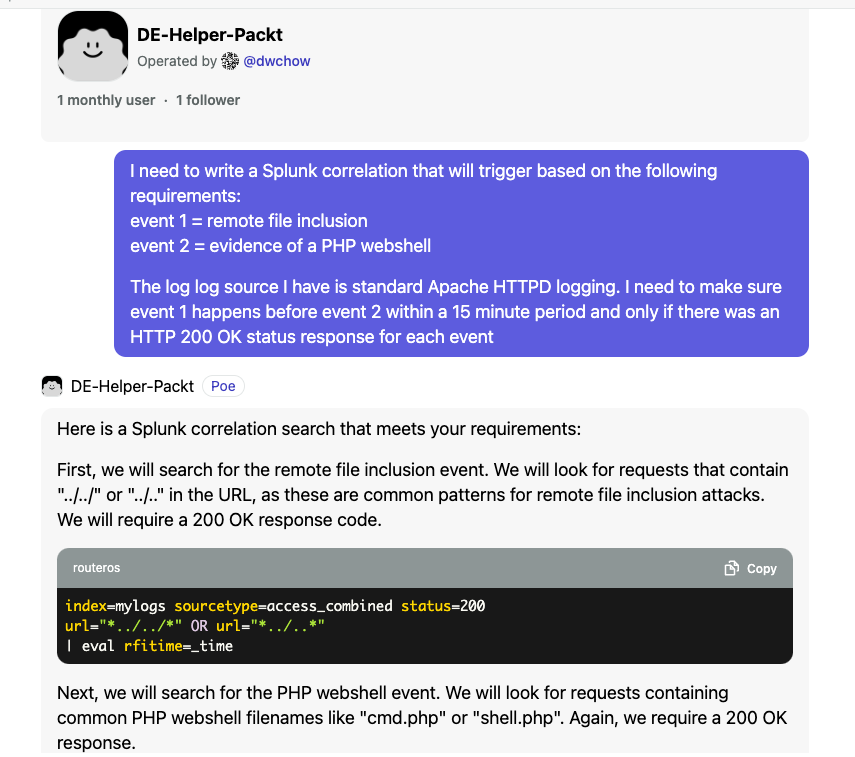 DE-Helper-Packt
Operated by @dwchow
1 monthly user · 1 follower
I need to write a Splunk correlation that will trigger based on the following
requirements:
event 1 = remote file inclusion
event 2 = evidence of a PHP webshell
The log log source I have is standard Apache HTTPD logging. I need to make sure
event 1 happens before event 2 within a 15 minute period and only if there was an
HTTP 200 OK status response for each event
DE-Helper-Packt Poe
Here is a Splunk correlation search that meets your requirements:
First, we will search for the remote file inclusion event. We will look for requests that contain
"../../" or "../.." in the URL, as these are common patterns for remote file inclusion attacks.
We will require a 200 OK response code.
routeros Copy
index=mylogs sourcetype=access_combined status=200
url="*../../*" OR url="*../..*"
| eval rfitime=_time
Next, we will search for the PHP webshell event. We will look for requests containing
common PHP webshell filenames like "cmd.php" or "shell.php". Again, we require a 200 OK
response.